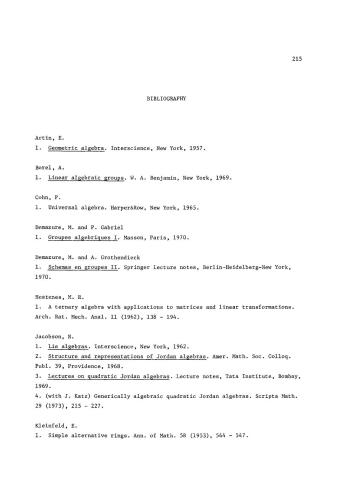 215
BIBLIOGRAPHY
Artin, E.
1. Geometric algebra. Interscience, New York, 1957.
Borel, A.
1. Linear algebraic groups. W. A. Benjamin, New York, 1969.
Cohn, P.
1. Universal algebra. Harper&Row, New York, 1965.
Demazure, M. and P. Gabriel
1. Groupes algebriques I. Masson, Paris, 1970.
Demazure, M. and A. Grothendieck
1. Schemas en groupes II. Springer Lecture notes, Berlin-Heidelberg-New York,
1970.
Hestenes, M. R.
1. A ternary algebra with applications to matrices and linear transformations.
Arch. Rat. Mech. Anal. 11 (1962), 138 - 194.
Jacobson, N.
1. Lie algebras. Interscience, New York, 1962.
2. Structure and representations of Jordan algebras. Amer. Math. Soc. Colloq.
Publ. 39, Providence, 1968.
3. Lectures on quadratic Jordan algebras. Lecture notes, Tata Institute, Bombay,
1969.
4. (with J. Katz) Generically algebraic quadratic Jordan algebras. Scripta Math.
29 (1973), 215 - 227.
Kleinfeld, E.
1. Simple alternative rings. Ann. of Math. 58 (1953), 544 - 547.